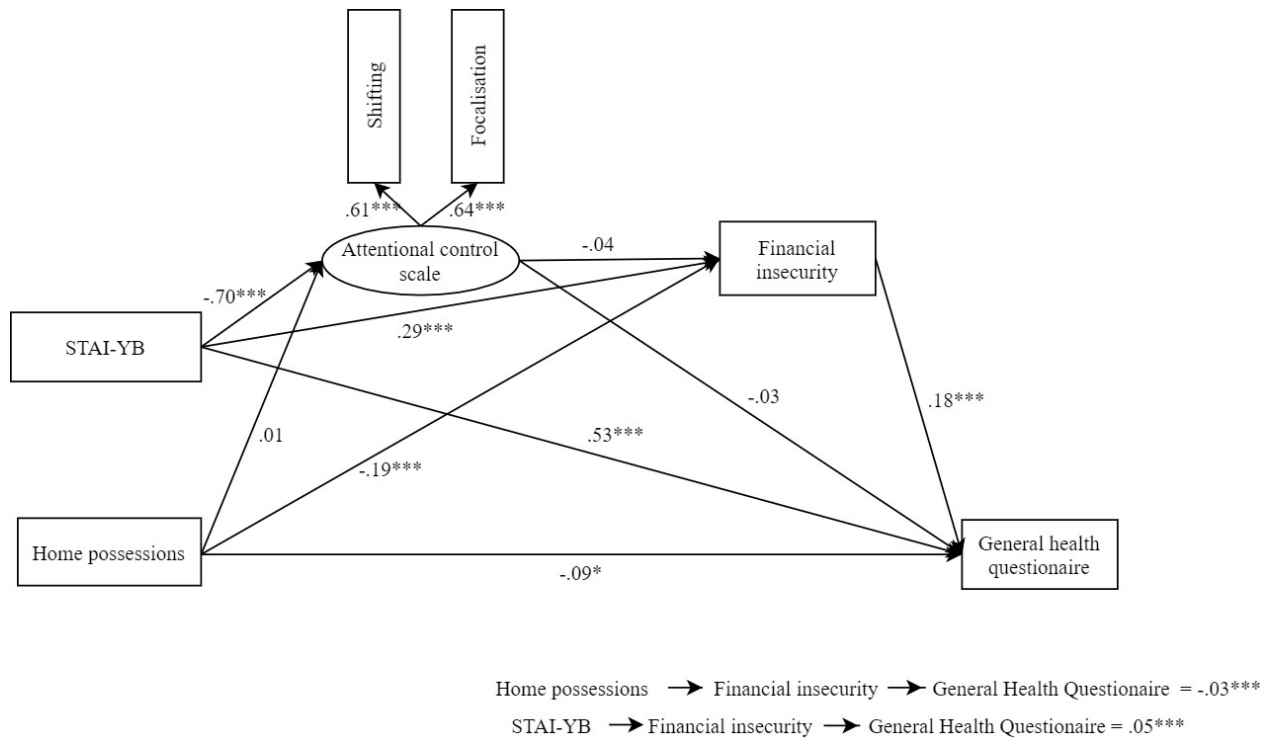 Shifting
Focalisation
.61***
.64***
Attentional control
scale
-.04
Financial
insecurity
-.70***
.29***
STAI-YB
-.03
.18***
.01
.53***
-.19***
Home possessions
General health
questionaire
-.09*
Home possessions → Financial insecurity → General Health Questionaire = -.03***
STAI-YB → Financial insecurity → General Health Questionaire = .05***